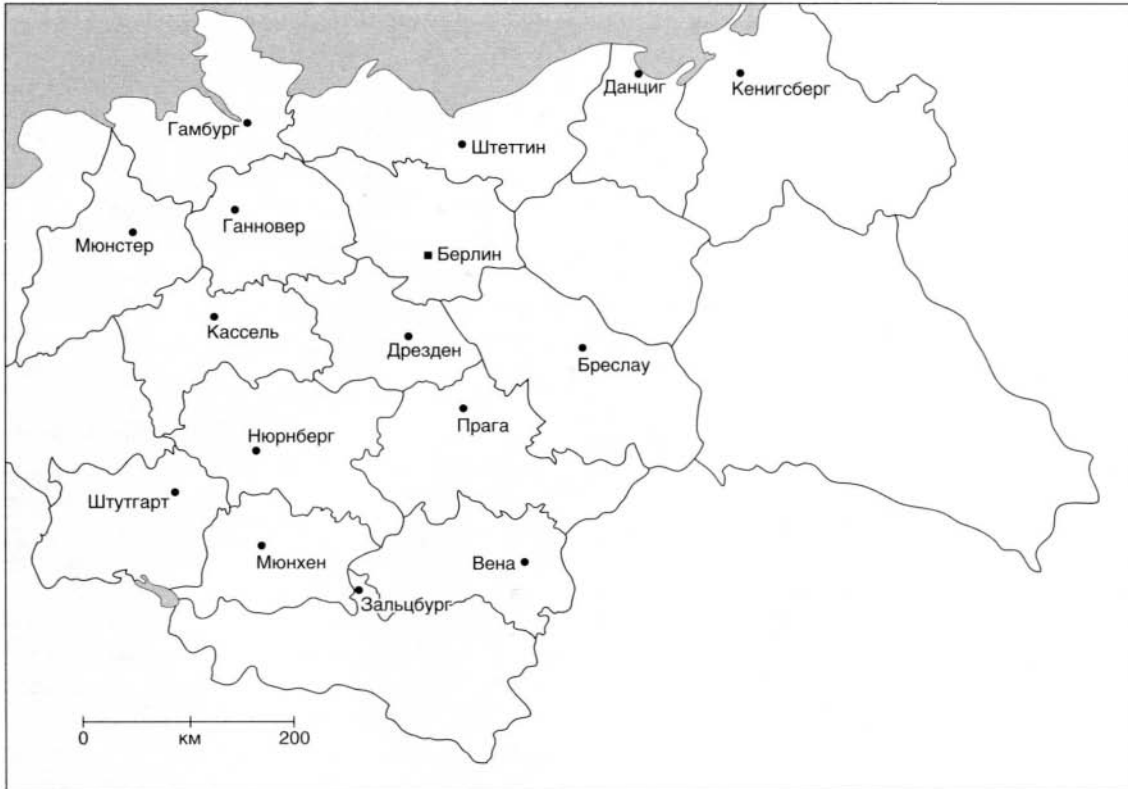 Данциг
Кенигсберг
Гамбург
Штеттин
Ганновер
Мюнстер
Берлин
Кассель
Дрезден
Бреслау
Прага
Нюрнберг
Штутгарт
Мюнхен
Вена
Зальцбург
0 км 200